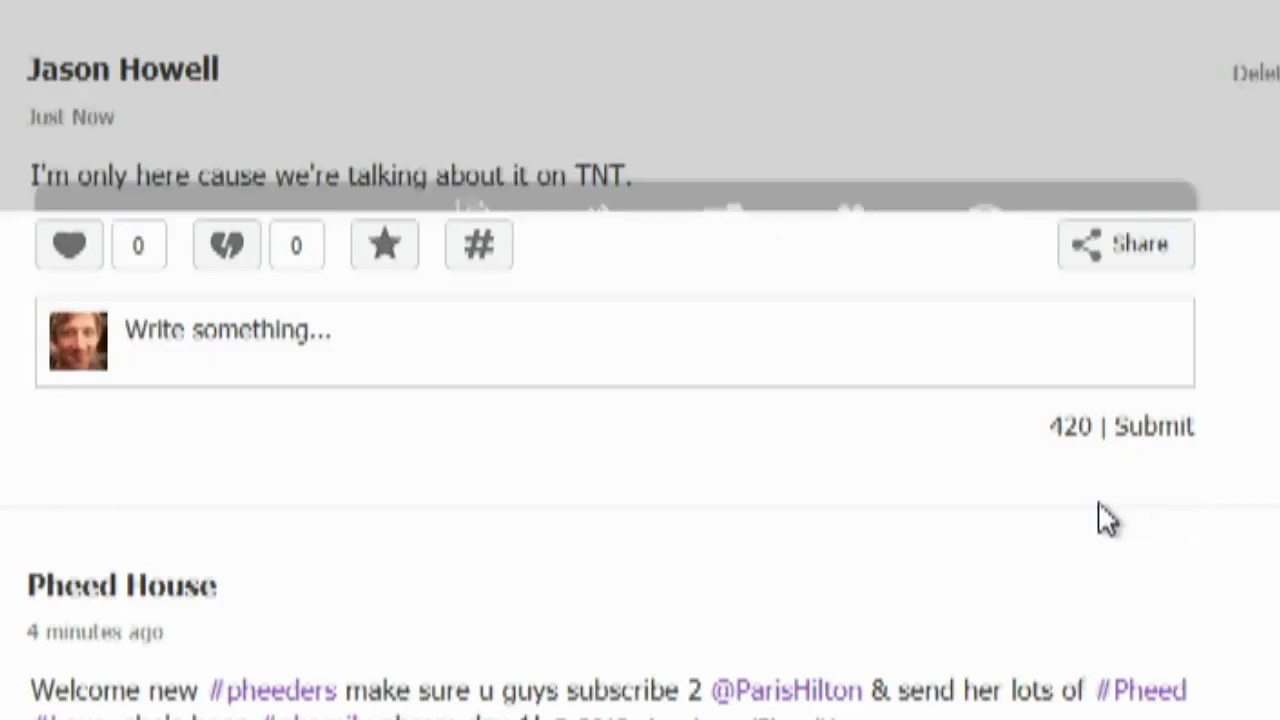 Jason Howell
Just Now
I'm only here cause we're talking about it on TNT.
0 0 # Share
Write something...
420 | Submit
Pheed House
4 minutes ago
Welcome new #pheeders make sure u guys subscribe 2 @ParisHilton & send her lots of #Pheed